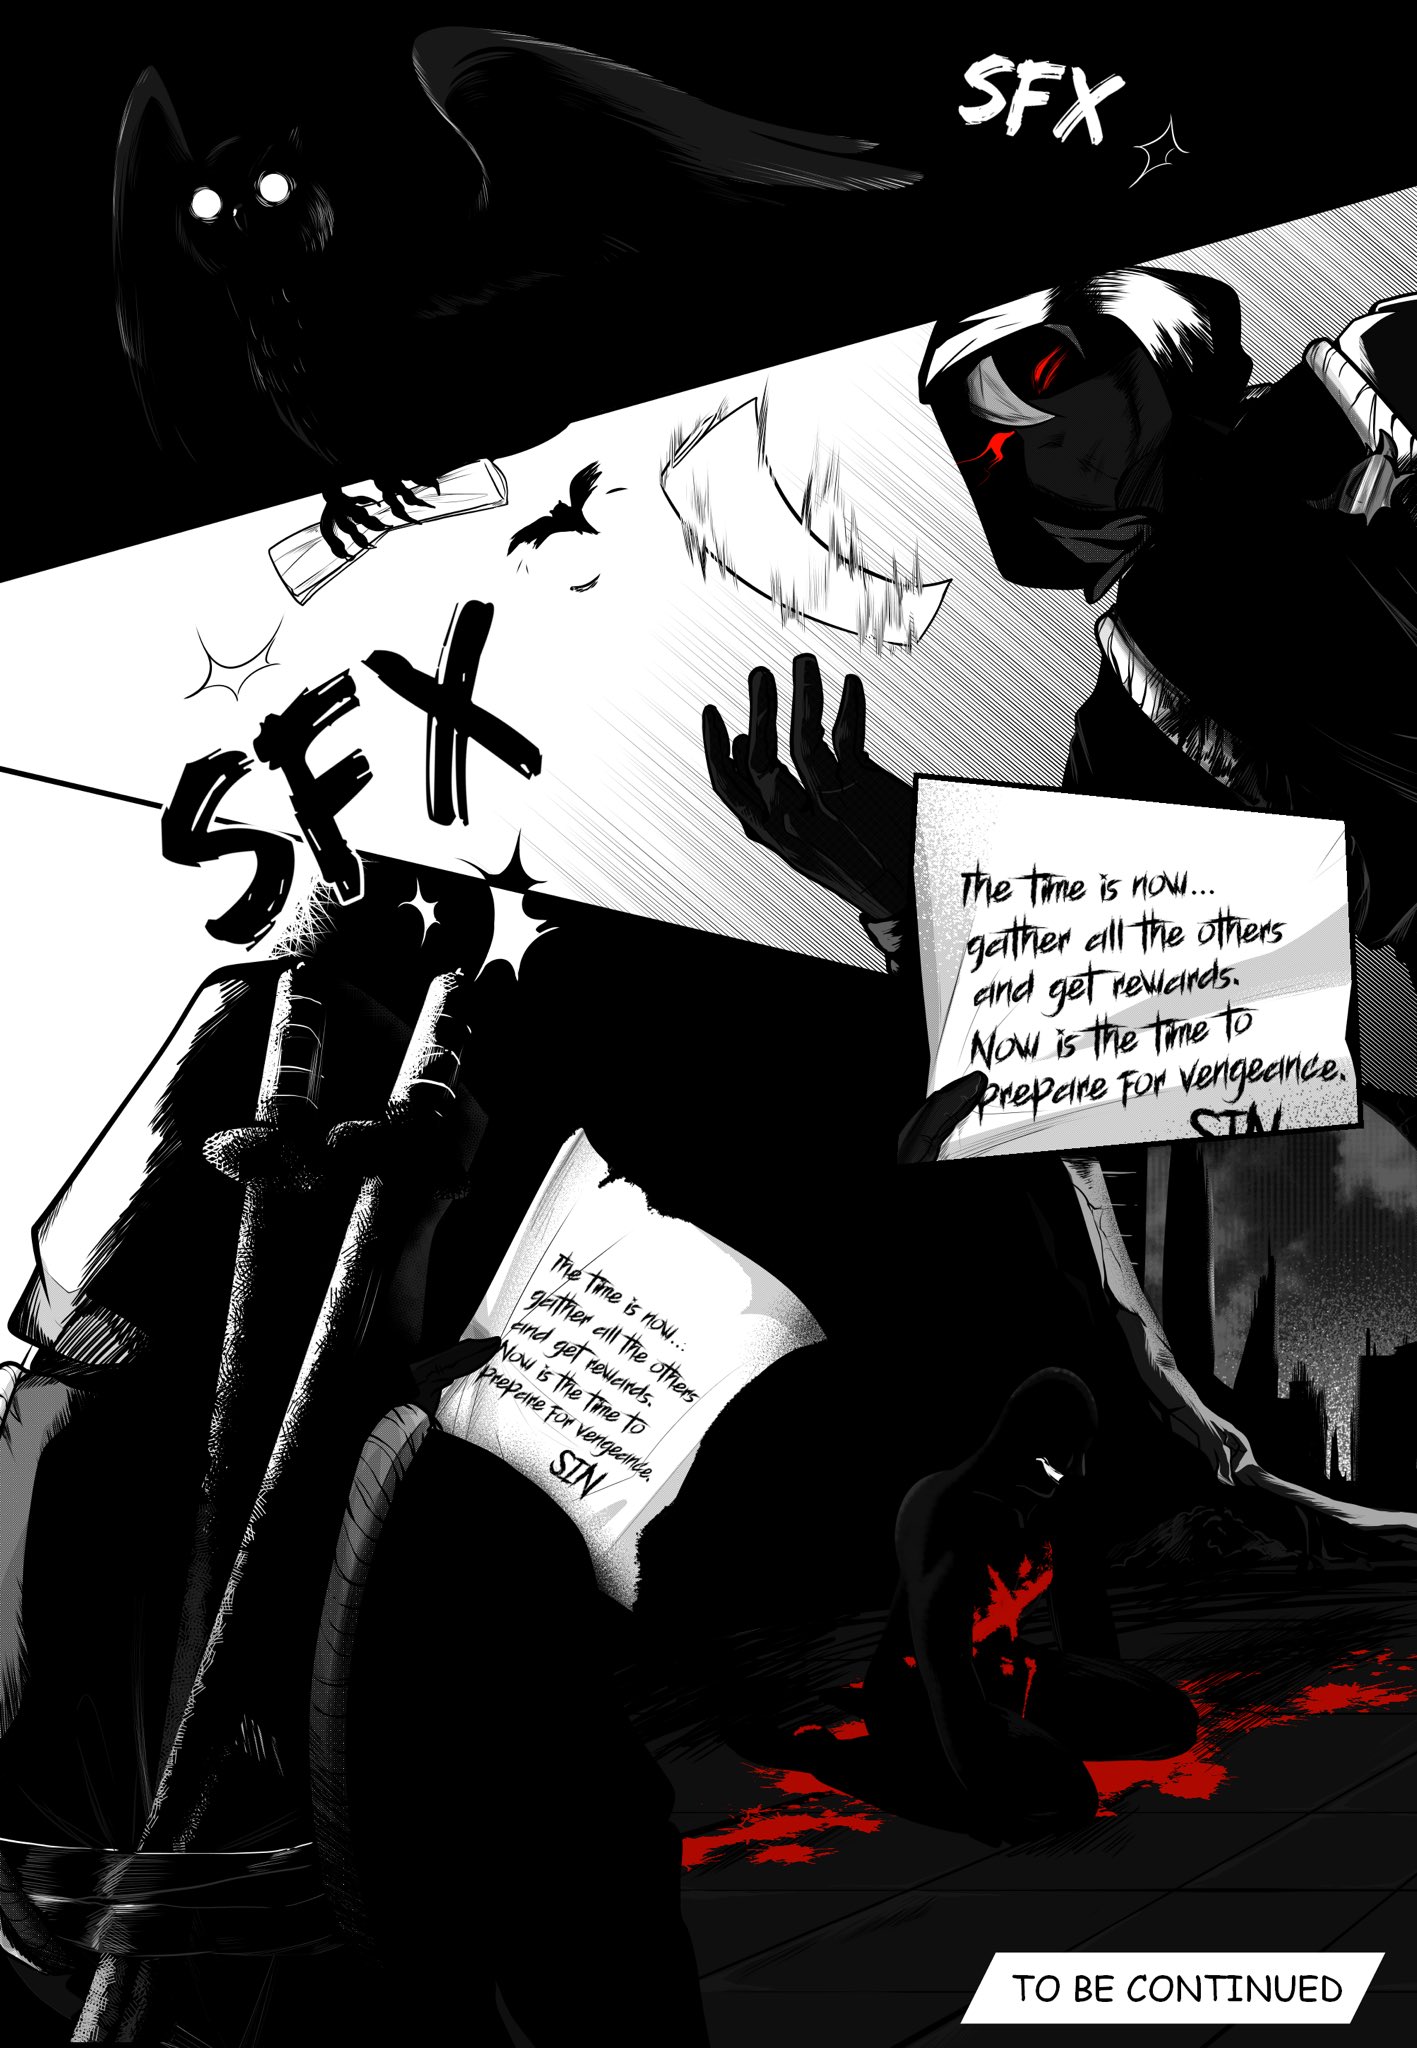 SFX
SFX
The time is now...
gather all the others
and get rewards.
Now is the time to
prepare for vengeance.
SIN
The time is now...
gather all the others
and get rewards.
Now is the time to
prepare for vengeance.
SIN
TO BE CONTINUED